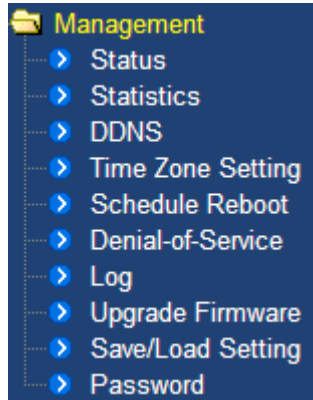 Management
Status
Statistics
DDNS
Time Zone Setting
Schedule Reboot
Denial-of-Service
Log
Upgrade Firmware
Save/Load Setting
Password